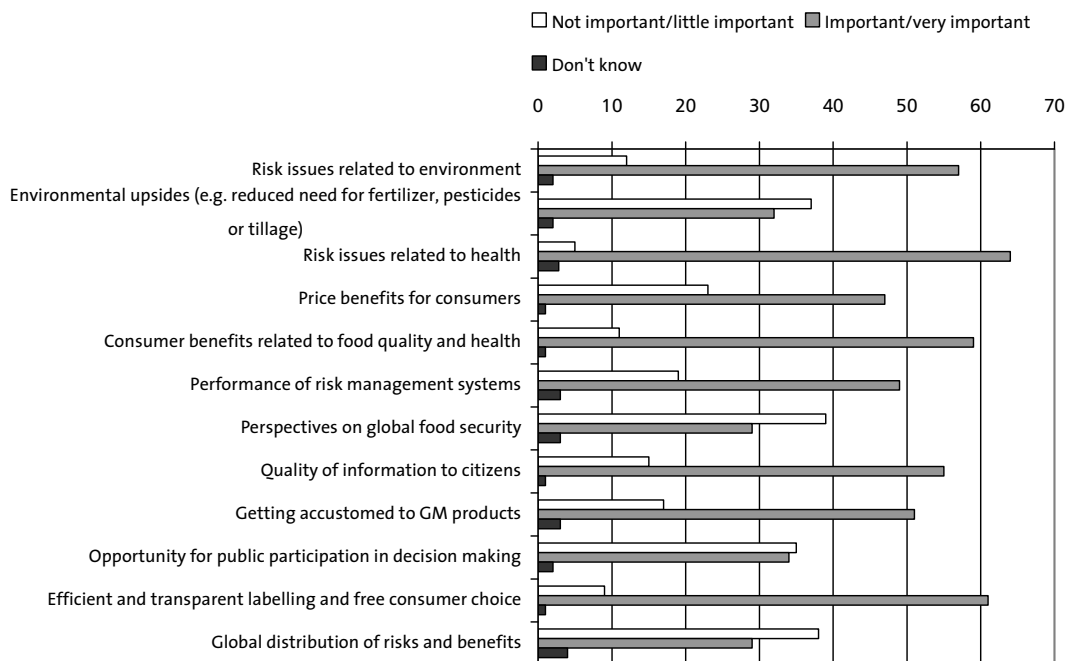 Not important/little important Important/very important
Don't know
0 10 20 30 40 50 60 70
Risk issues related to environment
Environmental upsides (e.g. reduced need for fertilizer, pesticides
or tillage)
Risk issues related to health
Price benefits for consumers
Consumer benefits related to food quality and health
Performance of risk management systems
Perspectives on global food security
Quality of information to citizens
Getting accustomed to GM products
Opportunity for public participation in decision making
Efficient and transparent labelling and free consumer choice
Global distribution of risks and benefits